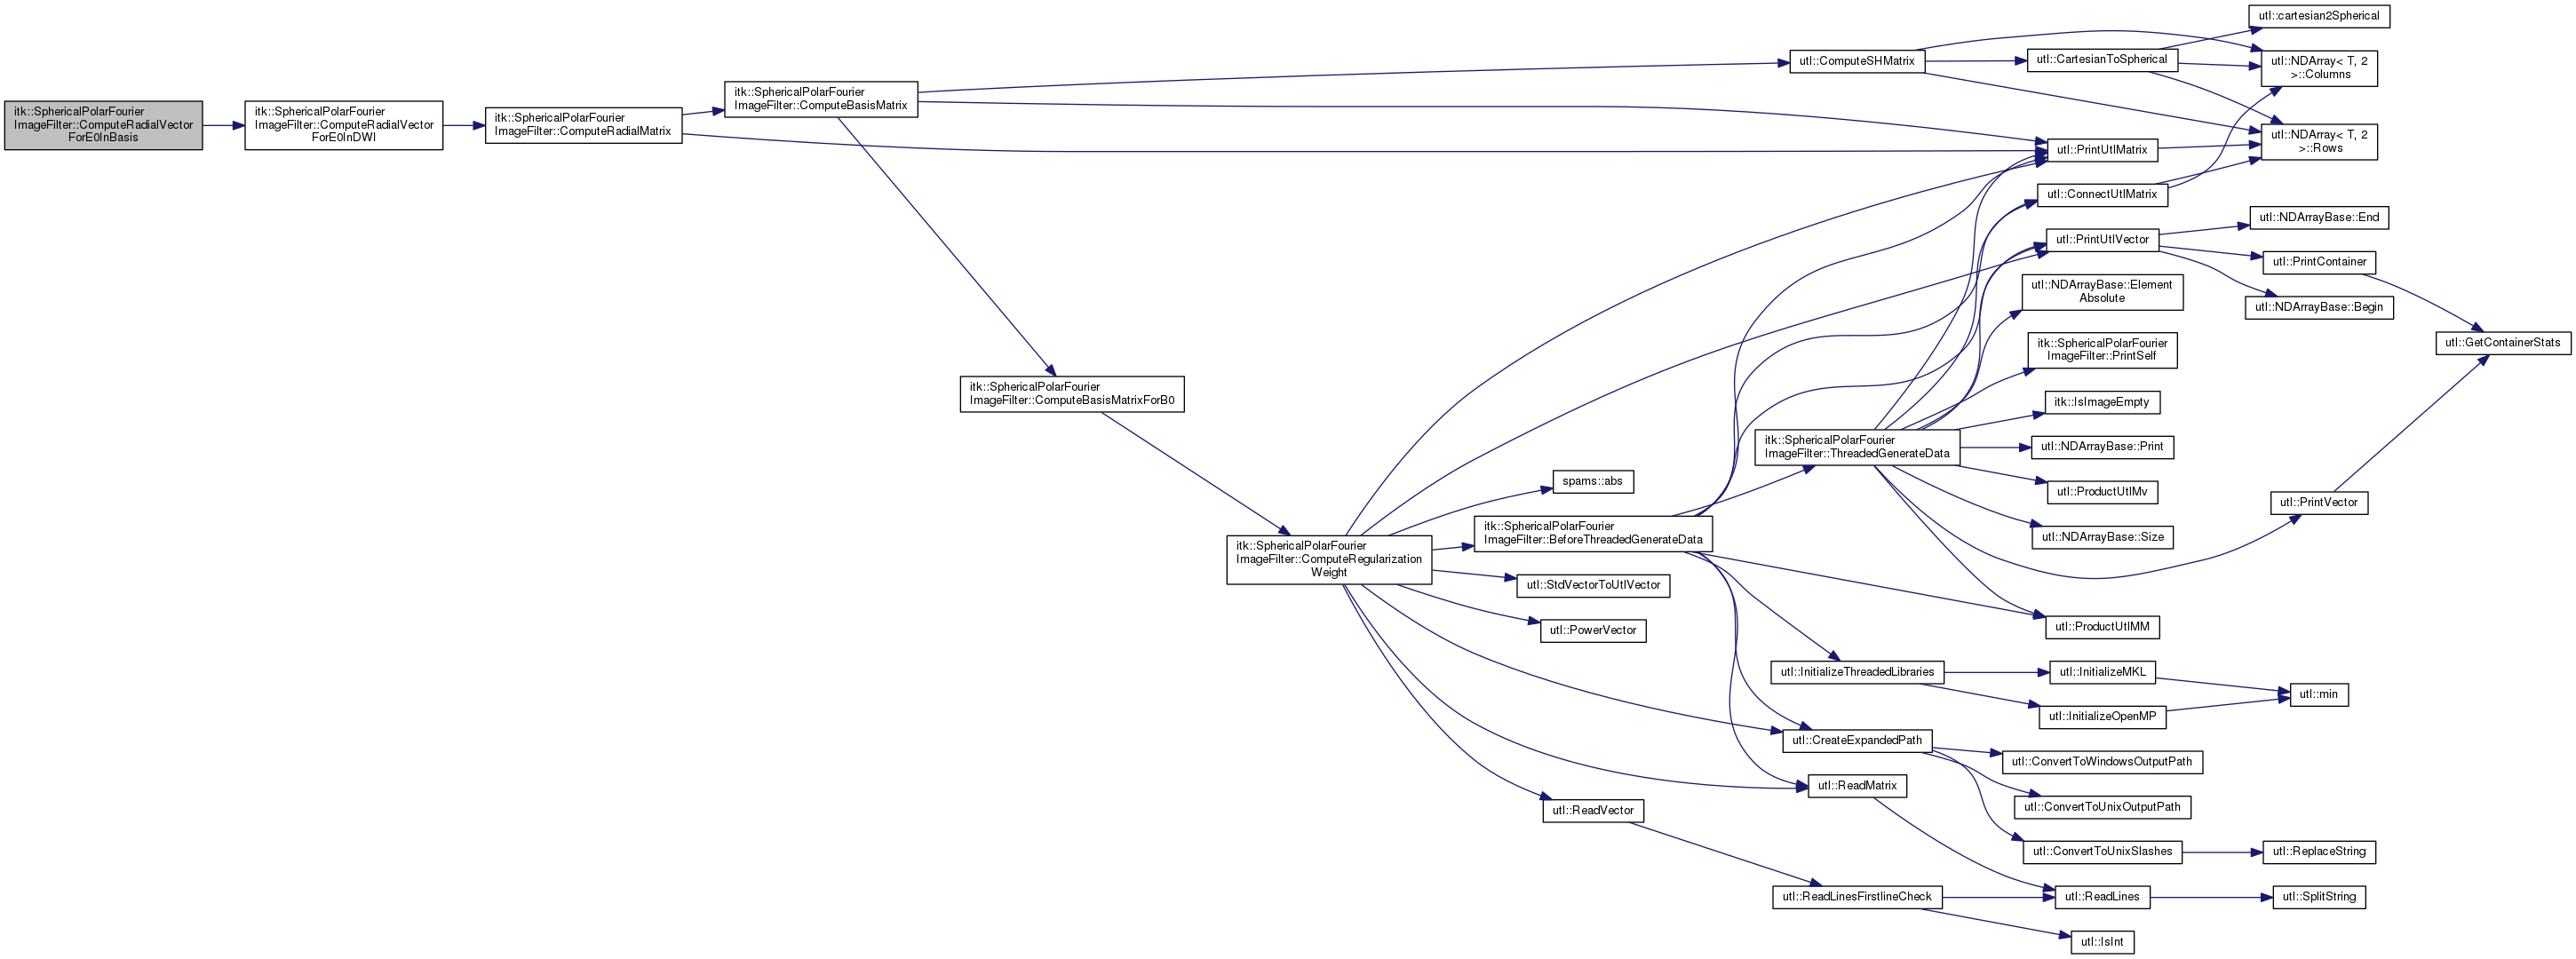 itk::SphericalPolarFourier
ImageFilter::ComputeRadialVector
ForE0InBasis
itk::SphericalPolarFourier
ImageFilter::ComputeRadialVector
ForE0InDWI
itk::SphericalPolarFourier
ImageFilter::ComputeRadialMatrix
itk::SphericalPolarFourier
ImageFilter::ComputeBasisMatrix
itk::SphericalPolarFourier
ImageFilter::ComputeBasisMatrixForB0
itk::SphericalPolarFourier
ImageFilter::ComputeRegularization
Weight
spams::abs
itk::SphericalPolarFourier
ImageFilter::BeforeThreadedGenerateData
utl::StdVectorToUtlVector
utl::PowerVector
utl::ReadVector
utl::ComputeSHMatrix
itk::SphericalPolarFourier
ImageFilter::ThreadedGenerateData
utl::InitializeThreadedLibraries
utl::CreateExpandedPath
utl::ReadMatrix
utl::ReadLinesFirstlineCheck
utl::CartesianToSpherical
utl::PrintUtlMatrix
utl::ConnectUtlMatrix
utl::PrintUtlVector
utl::NDArrayBase::Element
Absolute
itk::SphericalPolarFourier
ImageFilter::PrintSelf
itk::IsImageEmpty
utl::NDArrayBase::Print
utl::ProductUtlMv
utl::NDArrayBase::Size
utl::ProductUtlMM
utl::InitializeMKL
utl::InitializeOpenMP
utl::ConvertToWindowsOutputPath
utl::ConvertToUnixOutputPath
utl::ConvertToUnixSlashes
utl::ReadLines
utl::IsInt
utl::cartesian2Spherical
utl::NDArray< T, 2
>::Columns
utl::NDArray< T, 2
>::Rows
utl::NDArrayBase::End
utl::PrintContainer
utl::NDArrayBase::Begin
utl::PrintVector
utl::min
utl::ReplaceString
utl::SplitString
utl::GetContainerStats